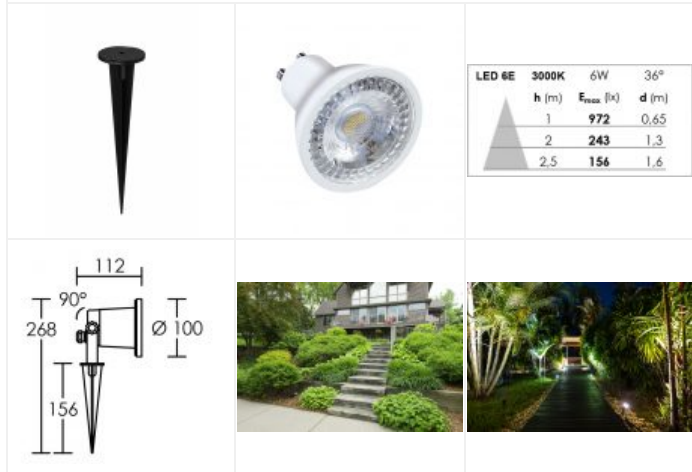 LED 6E 3000K 6W 36°
h (m) Emax (lx) d (m)
1 972 0,65
2 243 1,3
2,5 156 1,6
112
90°
268
Ø 100
156